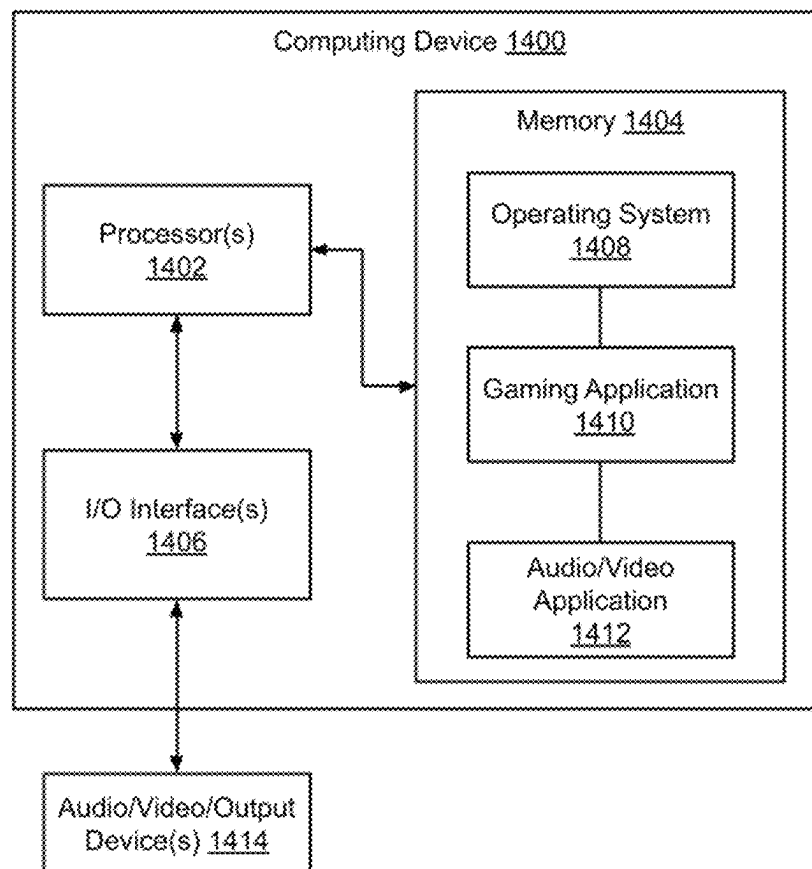 Computing Device 1400
Memory 1404
Processor(s)
1402
Operating System
1408
Gaming Application
1410
I/O Interface(s)
1406
Audio/Video
Application
1412
Audio/Video/Output
Device(s) 1414